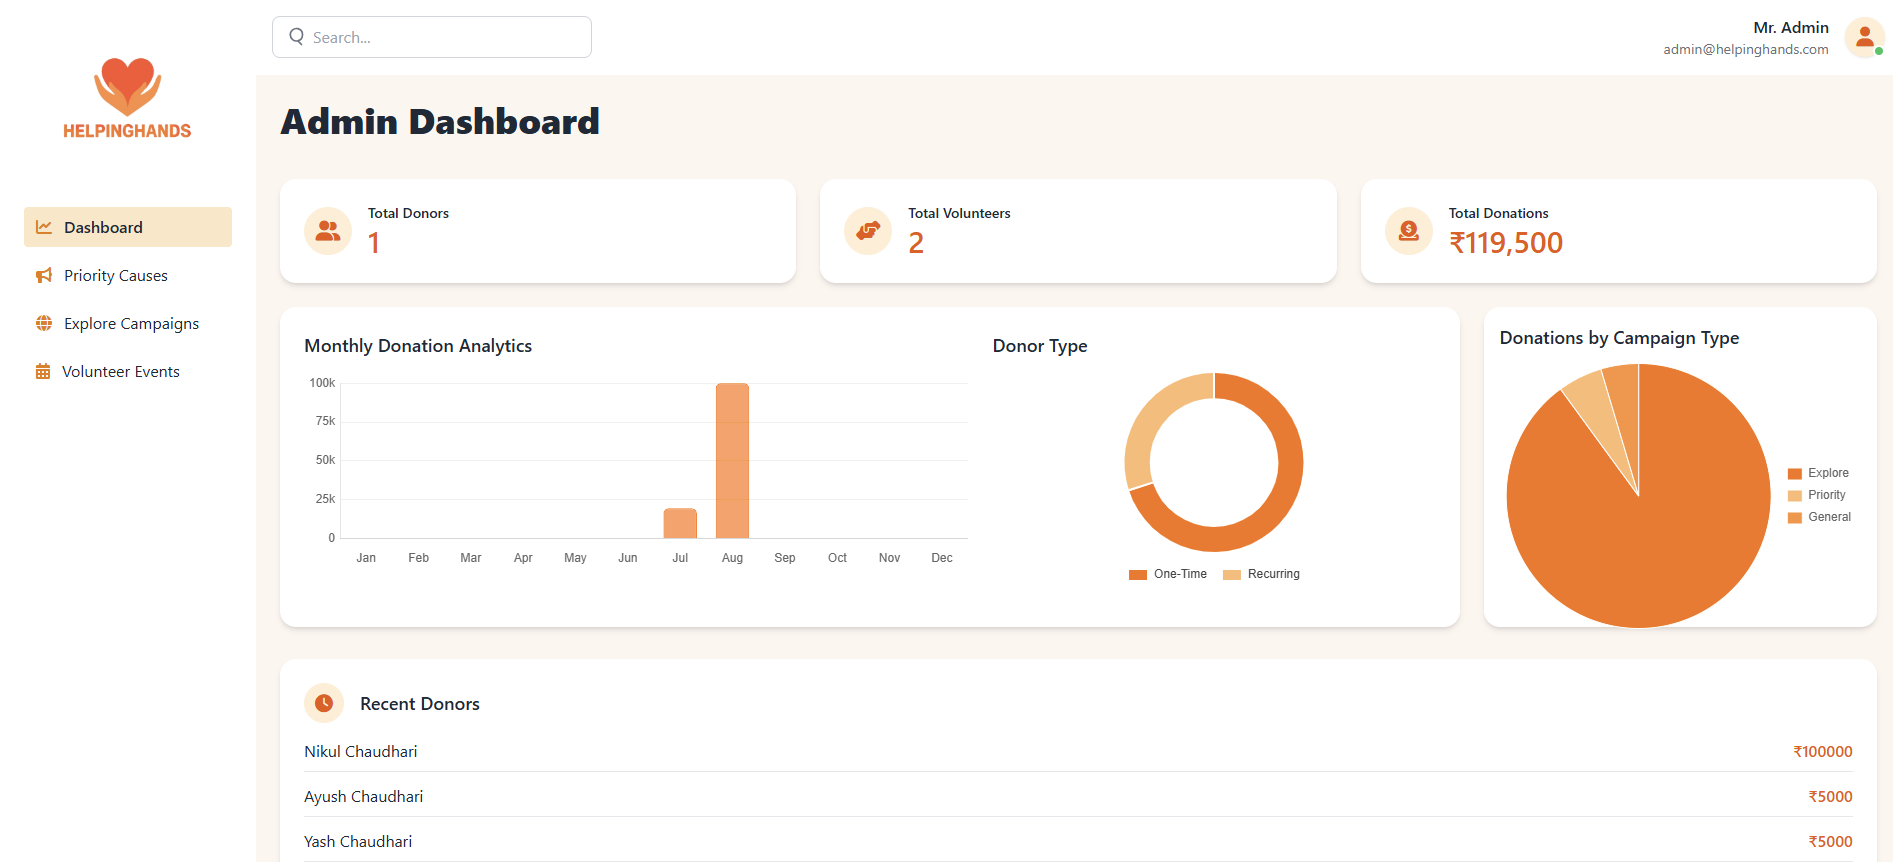 HELPINGHANDS
Dashboard
Priority Causes
Explore Campaigns
Volunteer Events
Search...
Mr. Admin
admin@helpinghands.com
Admin Dashboard
Total Donors
1
Total Volunteers
2
Total Donations
₹119,500
Monthly Donation Analytics
100k
75k
50k
25k
0
Jan Feb Mar Apr May Jun Jul Aug Sep Oct Nov Dec
Donor Type
One-Time Recurring
Donations by Campaign Type
Explore
Priority
General
Recent Donors
Nikul Chaudhari ₹100000
Ayush Chaudhari ₹5000
Yash Chaudhari ₹5000